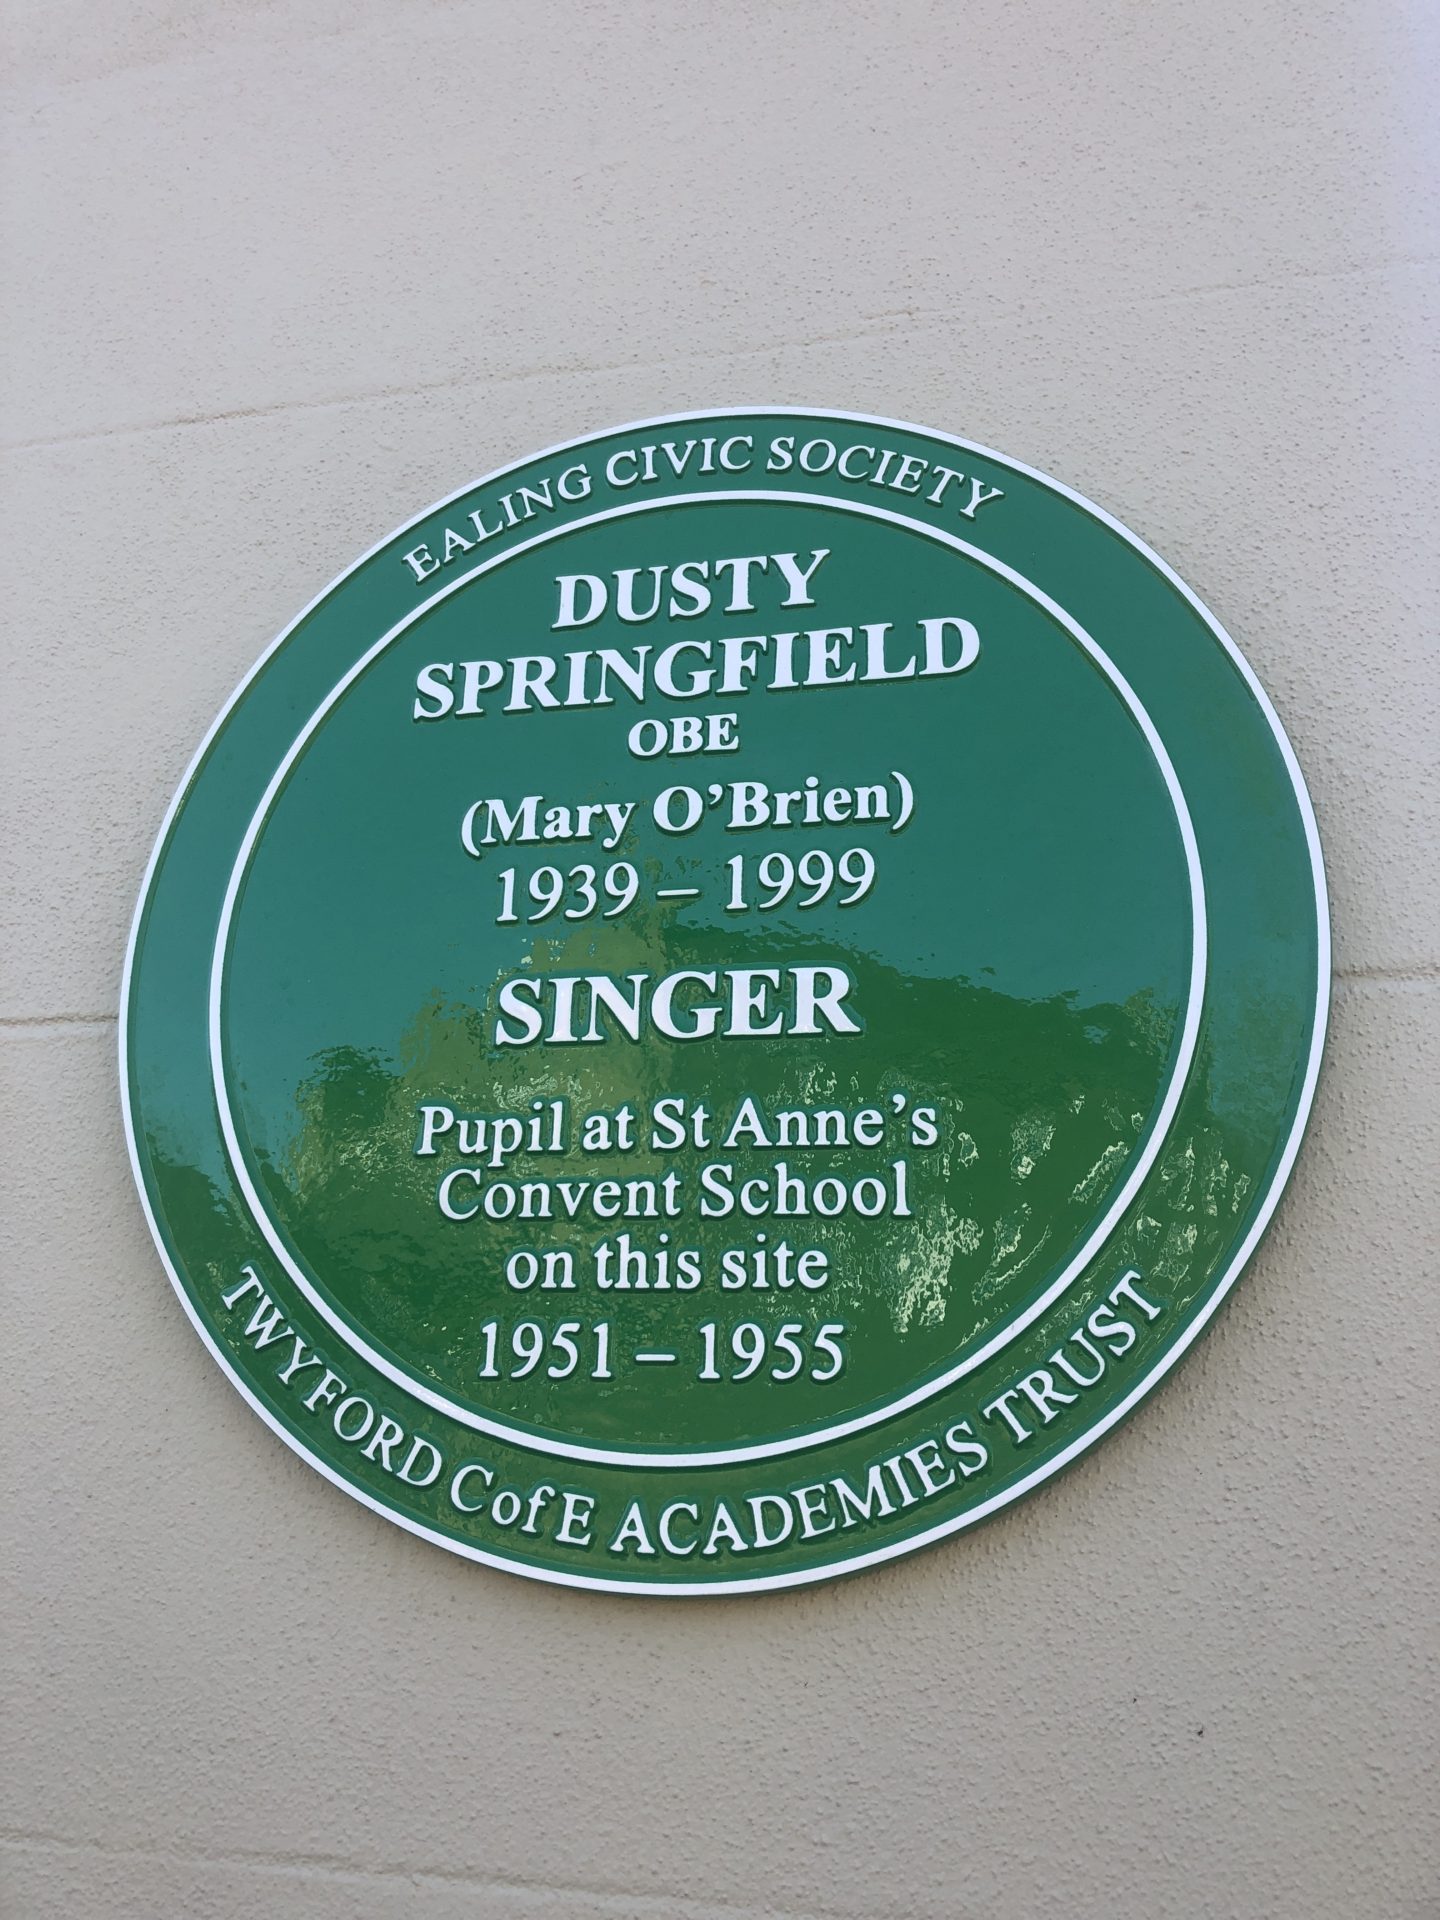 EALING CIVIC SOCIETY
DUSTY
SPRINGFIELD
OBE
(Mary O’Brien)
1939 – 1999
SINGER
Pupil at St Anne’s
Convent School
on this site
1951 – 1955
TWYFORD C of E ACADEMIES TRUST